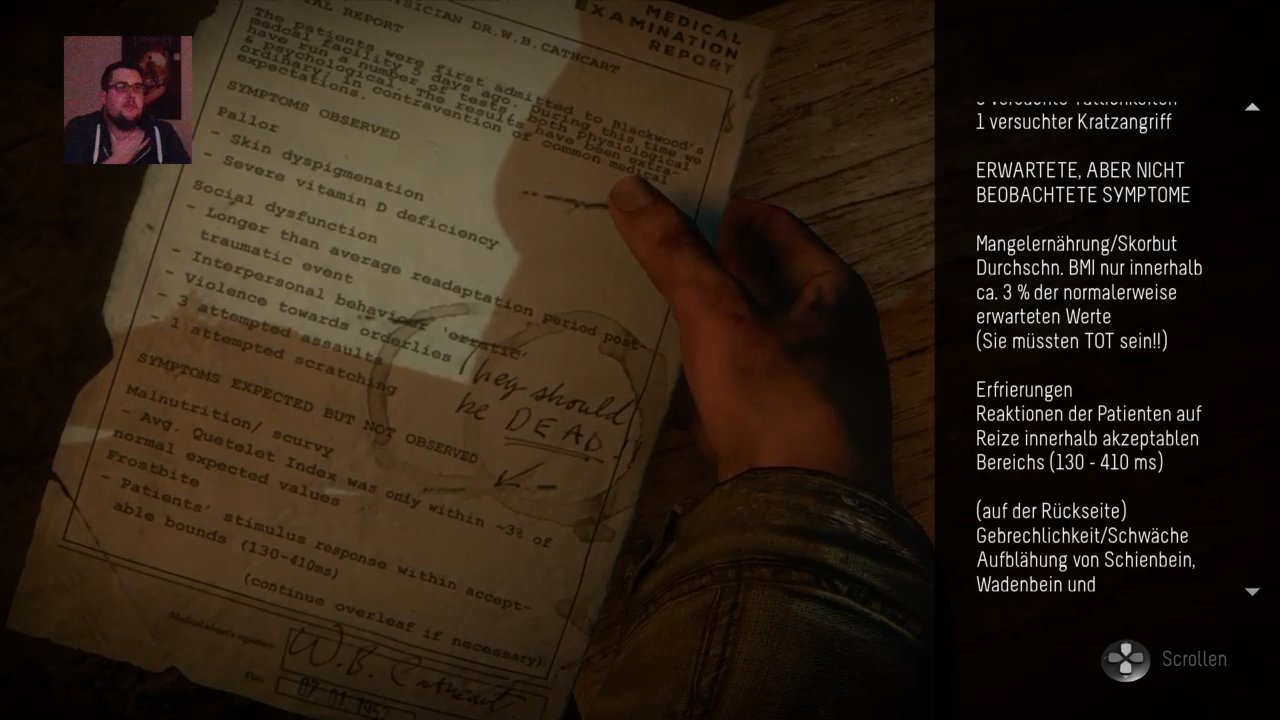 MEDICAL
EXAMINATION
REPORT
PHYSICIAN DR.W.B.CATHCART
REPORT
The patients were first admitted to Blackwood's
medcal facility 5 days ago. During this time we
have run a number of tests, both Physiological
& psychological. The results have been extra-
ordinary; in contravention of common medical
expectations.
SYMPTOMS OBSERVED
Pallor
- Skin dyspigmenation
- Severe vitamin D deficiency
Social dysfunction
- Longer than average readaptation period post-
traumatic event
- Interpersonal behaviour 'erratic'
- Violence towards orderlies
- 3 attempted assaults
- 1 attempted scratching
They should
be DEAD
SYMPTOMS EXPECTED BUT NOT OBSERVED
Malnutrition/ scurvy
- Avg. Quetelet Index was only within ~3% of
normal expected values
Frostbite
- Patients' stimulus response within accept-
able bounds (130-410ms)
(continue overleaf if necessary)
W.B. Cathcart
Date
07 01 1952
1 versuchter Kratzangriff
ERWARTETE, ABER NICHT
BEOBACHTETE SYMPTOME
Mangelernährung/Skorbut
Durchschn. BMI nur innerhalb
ca. 3 % der normalerweise
erwarteten Werte
(Sie müssten TOT sein!!)
Erfrierungen
Reaktionen der Patienten auf
Reize innerhalb akzeptablen
Bereichs (130 - 410 ms)
(auf der Rückseite)
Gebrechlichkeit/Schwäche
Aufblähung von Schienbein,
Wadenbein und
Scrollen